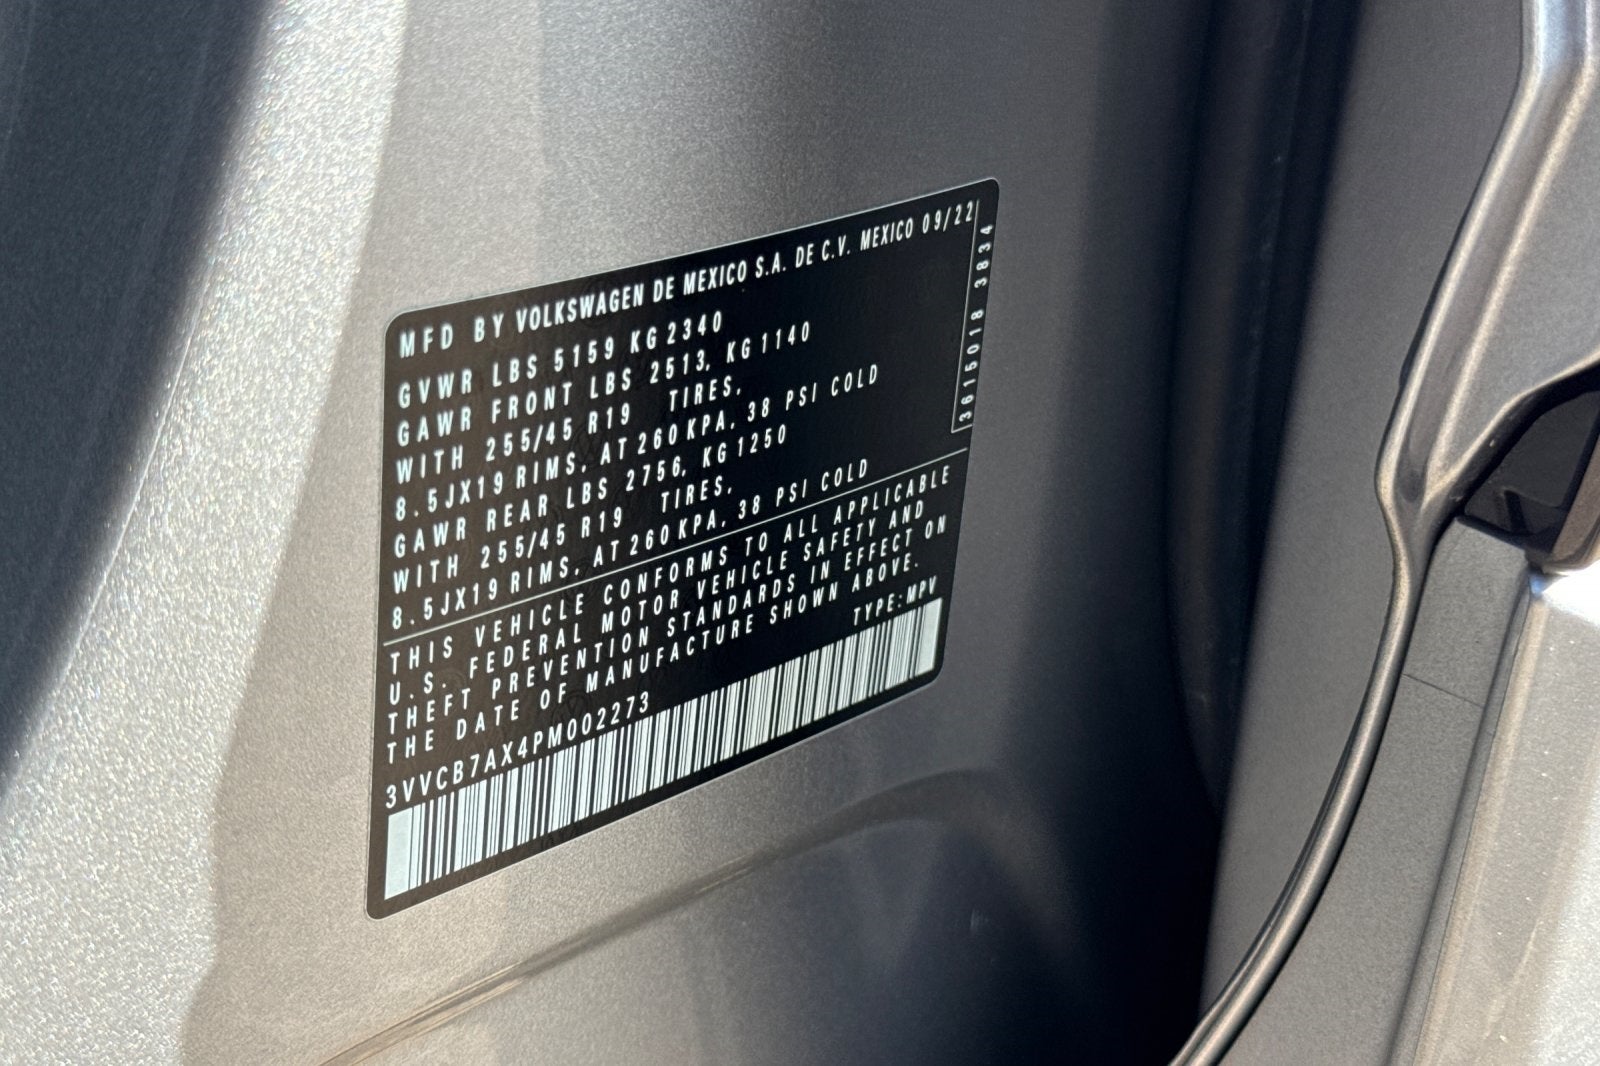 MFD BY VOLKSWAGEN DE MEXICO S.A. DE C.V. MEXICO 09/22
GVWR LBS 5159 KG 2340
GAWR FRONT LBS 2513, KG 1140
WITH 255/45 R19 TIRES,
8.5JX19 RIMS, AT 260 KPA, 38 PSI COLD
GAWR REAR LBS 2756, KG 1250
WITH 255/45 R19 TIRES,
8.5JX19 RIMS, AT 260 KPA, 38 PSI COLD
3615018 3834
THIS VEHICLE CONFORMS TO ALL APPLICABLE
U.S. FEDERAL MOTOR VEHICLE SAFETY AND
THEFT PREVENTION STANDARDS IN EFFECT ON
THE DATE OF MANUFACTURE SHOWN ABOVE.
3VVCB7AX4PM002273 TYPE: MPV